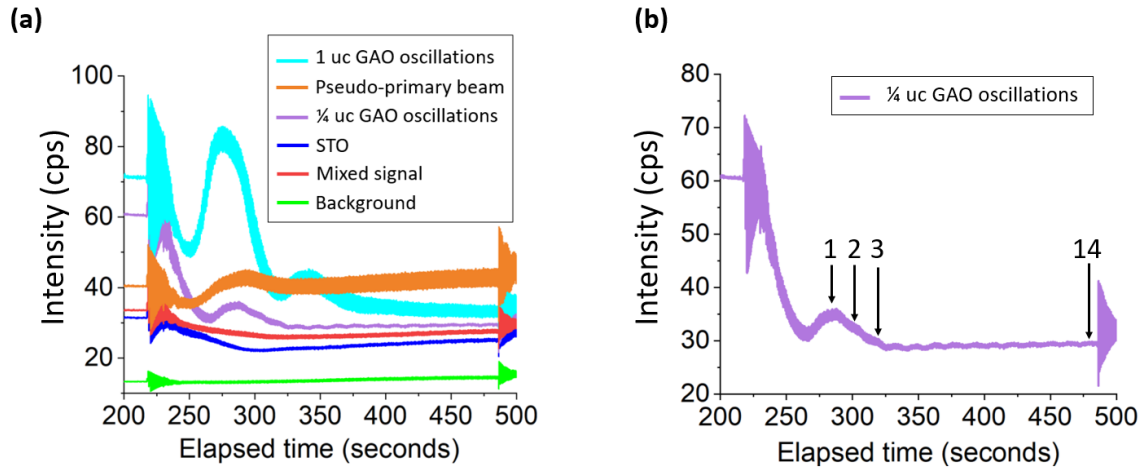 (a)
Intensity (cps)
100
80
60
40
20
200 250 300 350 400 450 500
Elapsed time (seconds)
1 uc GAO oscillations
Pseudo-primary beam
¼ uc GAO oscillations
STO
Mixed signal
Background
(b)
Intensity (cps)
80
70
60
50
40
30
20
200 250 300 350 400 450 500
Elapsed time (seconds)
¼ uc GAO oscillations
1 2 3 14